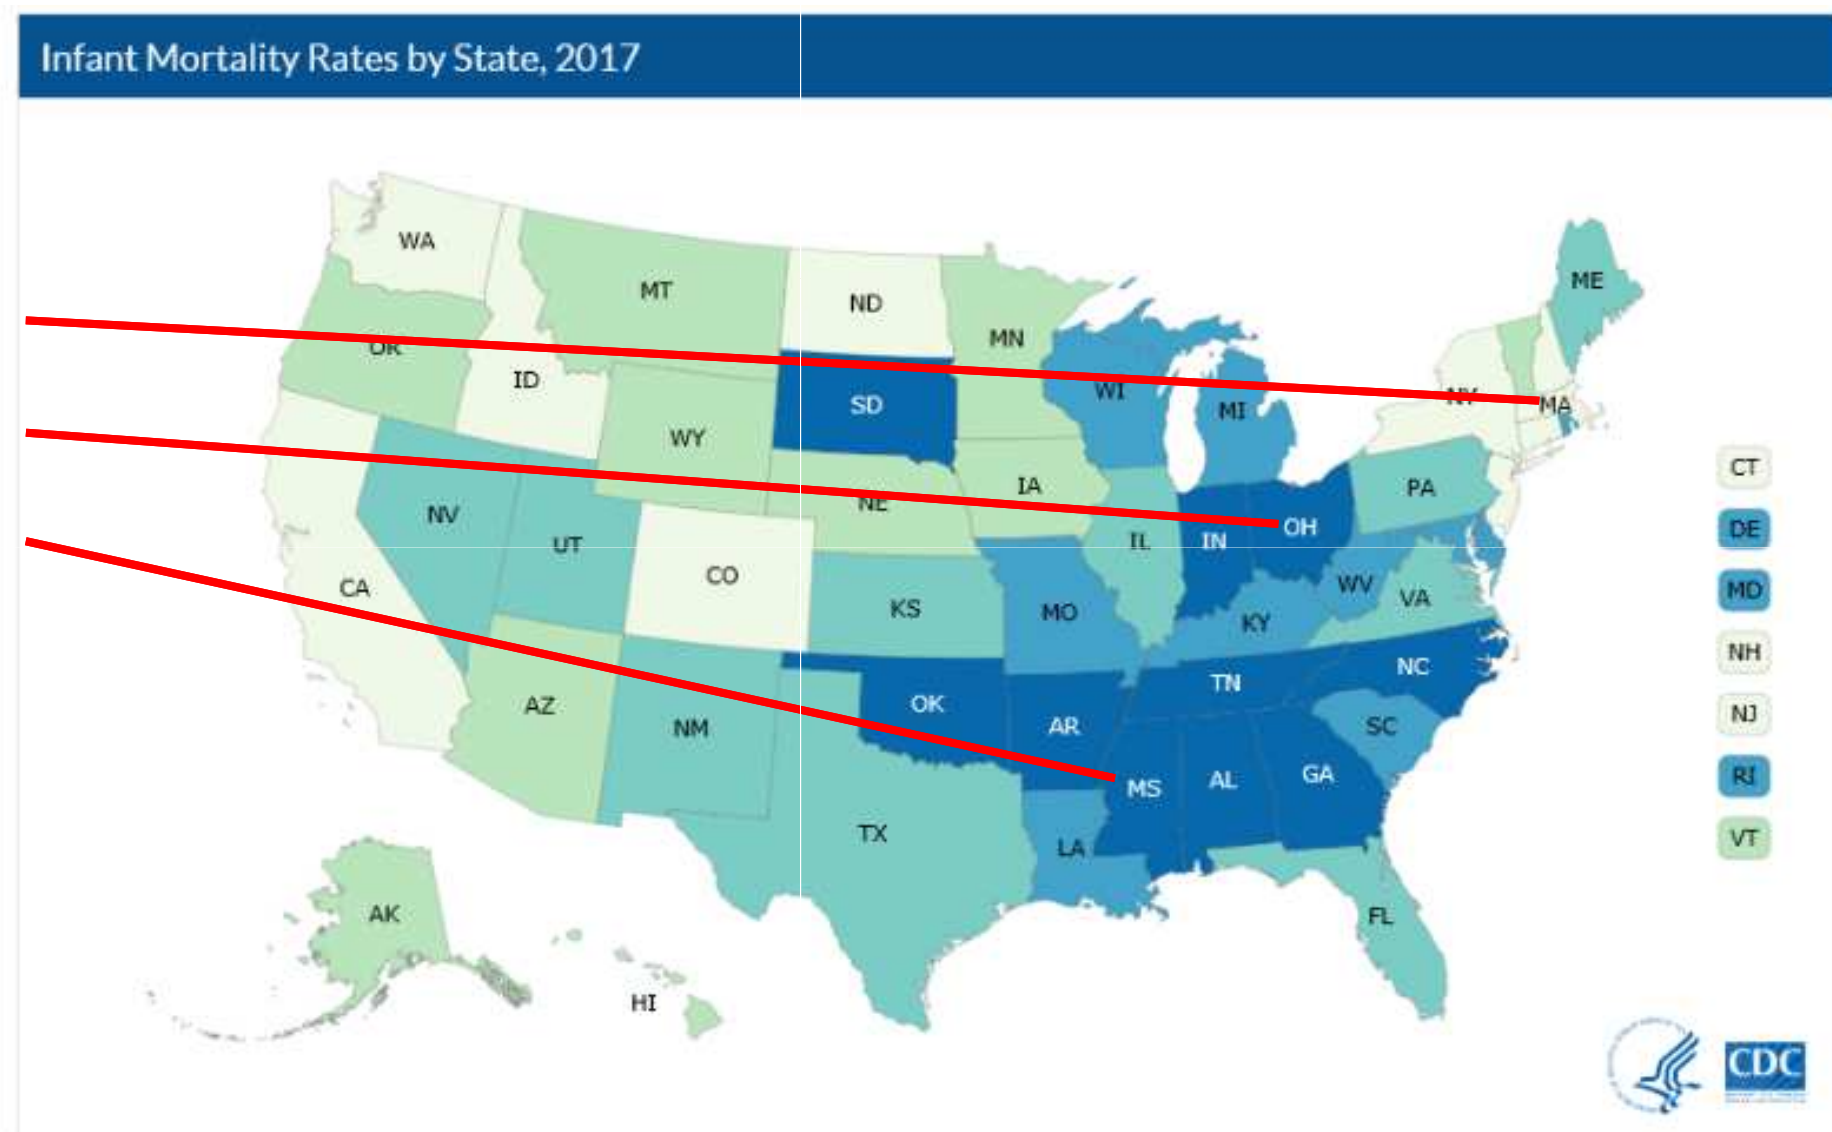 Infant Mortality Rates by State, 2017
WA
MT
ND
MN
ME
OR
ID
SD
WI
MI
NY
MA
WY
NE
IA
PA
CT
NV
UT
CO
KS
MO
IL
IN
OH
WV
VA
KY
DE
MD
CA
AZ
NM
OK
AR
TN
NC
SC
NH
NJ
MS
AL
GA
TX
LA
RI
VT
FL
AK
HI
CDC